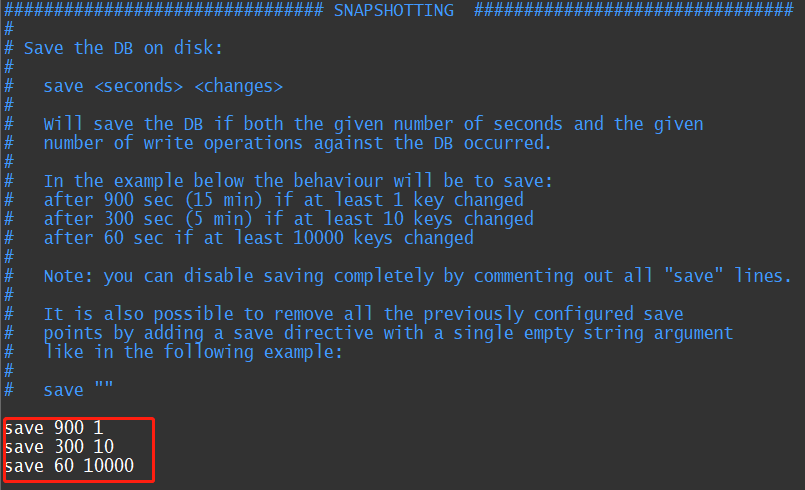 ################################ SNAPSHOTTING  ################################
#
# Save the DB on disk:
#
#   save <seconds> <changes>
#
#   Will save the DB if both the given number of seconds and the given
#   number of write operations against the DB occurred.
#
#   In the example below the behaviour will be to save:
#   after 900 sec (15 min) if at least 1 key changed
#   after 300 sec (5 min) if at least 10 keys changed
#   after 60 sec if at least 10000 keys changed
#
#   Note: you can disable saving completely by commenting out all "save" lines.
#
#   It is also possible to remove all the previously configured save
#   points by adding a save directive with a single empty string argument
#   like in the following example:
#
#   save ""

save 900 1
save 300 10
save 60 10000